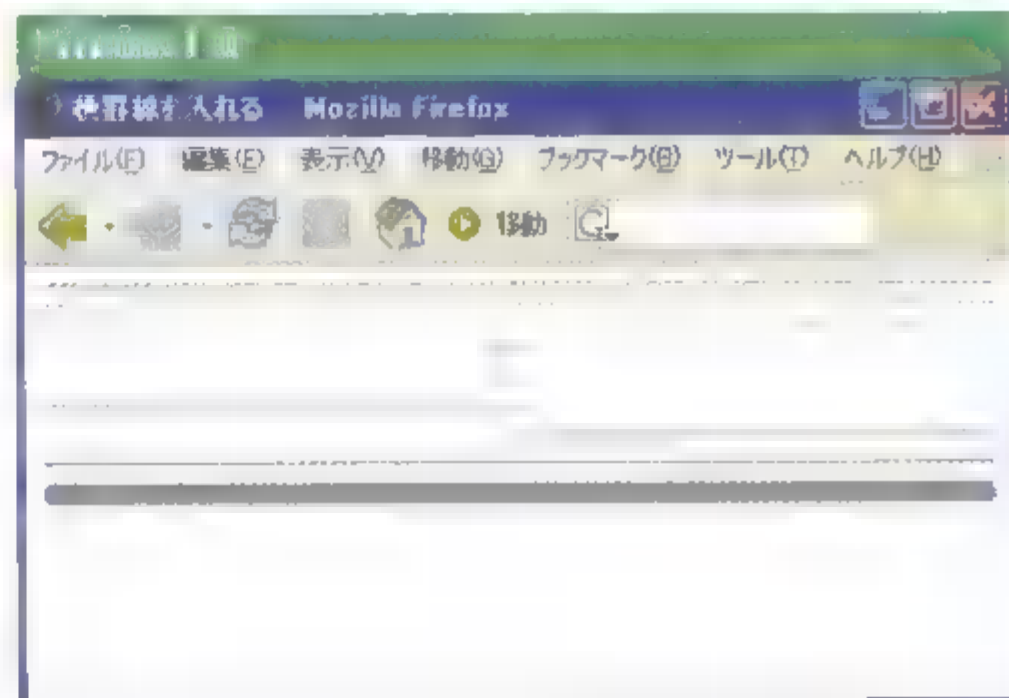 横罫線を入れる Mozilla Firefox
ファイル(F) 編集(E) 表示(V) 移動(G) ブックマーク(B) ツール(T) ヘルプ(H)
移動